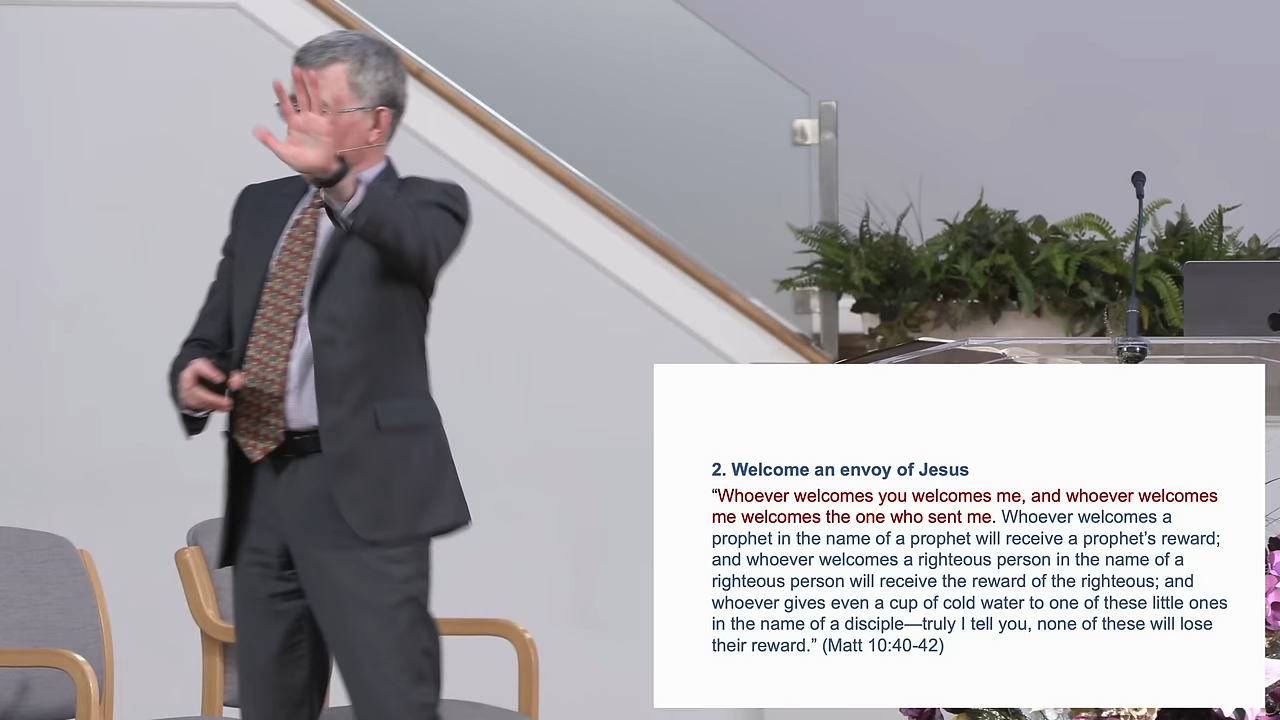 2. Welcome an envoy of Jesus
“Whoever welcomes you welcomes me, and whoever welcomes
me welcomes the one who sent me. Whoever welcomes a
prophet in the name of a prophet will receive a prophet’s reward;
and whoever welcomes a righteous person in the name of a
righteous person will receive the reward of the righteous; and
whoever gives even a cup of cold water to one of these little ones
in the name of a disciple—truly I tell you, none of these will lose
their reward.” (Matt 10:40-42)